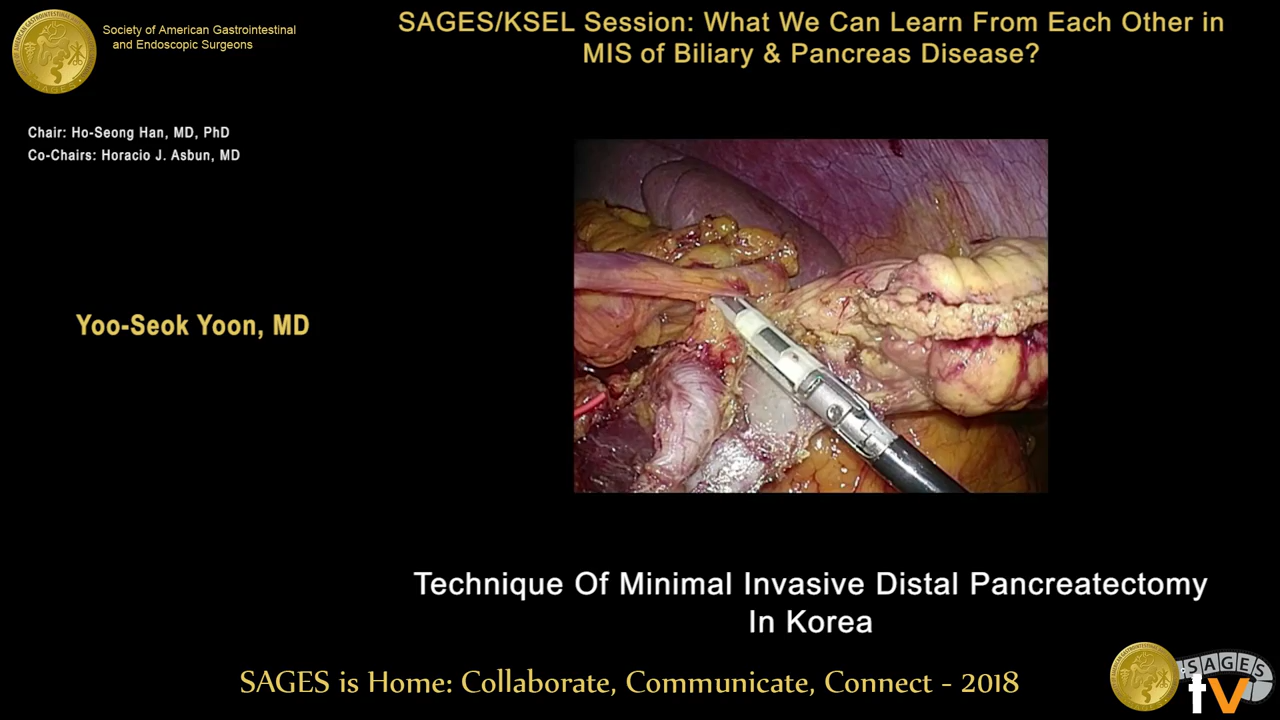 Society of American Gastrointestinal
and Endoscopic Surgeons
SAGES/KSEL Session: What We Can Learn From Each Other in
MIS of Biliary & Pancreas Disease?
Chair: Ho-Seong Han, MD, PhD
Co-Chairs: Horacio J. Asbun, MD
Yoo-Seok Yoon, MD
Technique Of Minimal Invasive Distal Pancreatectomy
In Korea
SAGES is Home: Collaborate, Communicate, Connect - 2018
SAGES
tv